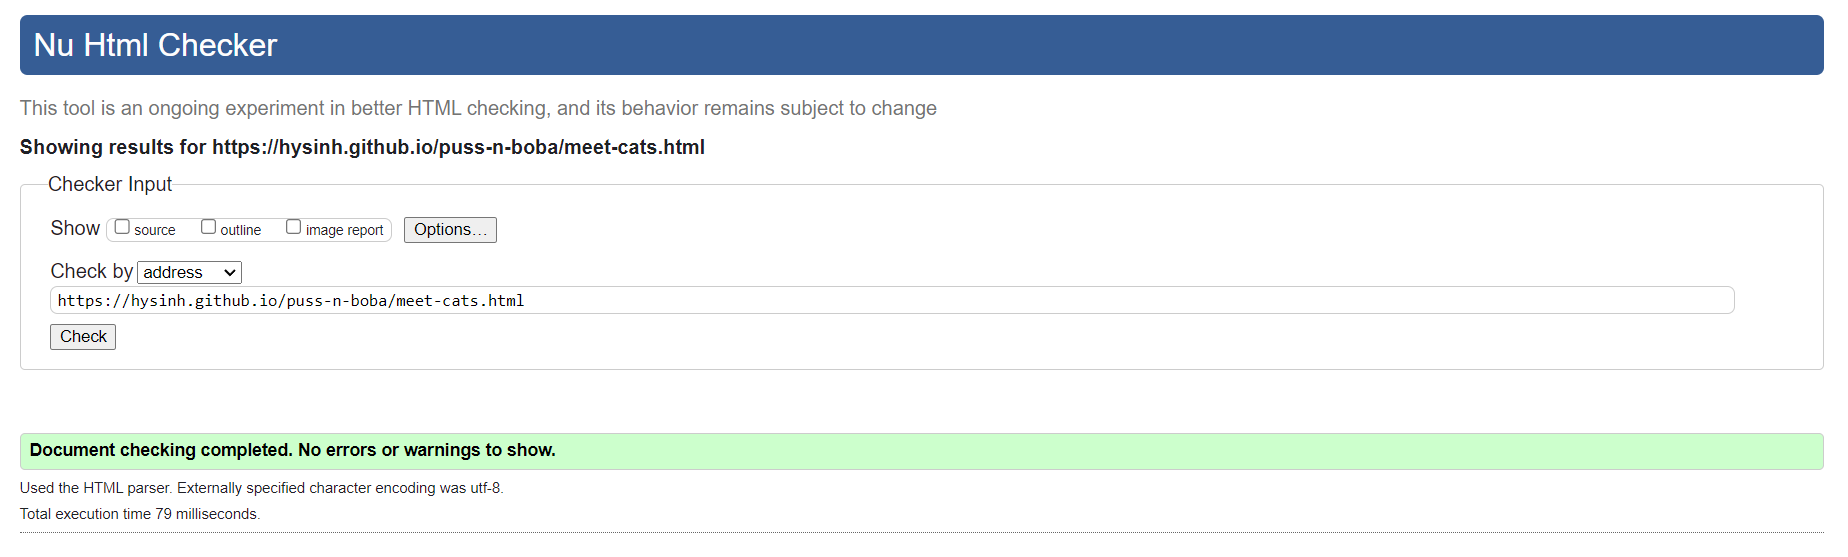 Nu Html Checker
This tool is an ongoing experiment in better HTML checking, and its behavior remains subject to change
Showing results for https://hysinh.github.io/puss-n-boba/meet-cats.html
Checker Input
Show source outline image report Options...
Check by address
https://hysinh.github.io/puss-n-boba/meet-cats.html
Check
Document checking completed. No errors or warnings to show.
Used the HTML parser. Externally specified character encoding was utf-8.
Total execution time 79 milliseconds.